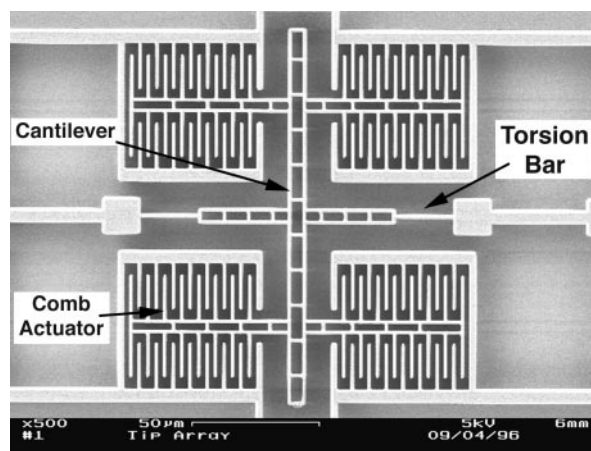 Cantilever
Torsion
Bar
Comb
Actuator
x500 50µm 5kV 6mm
#1 Tip Array 09/04/96